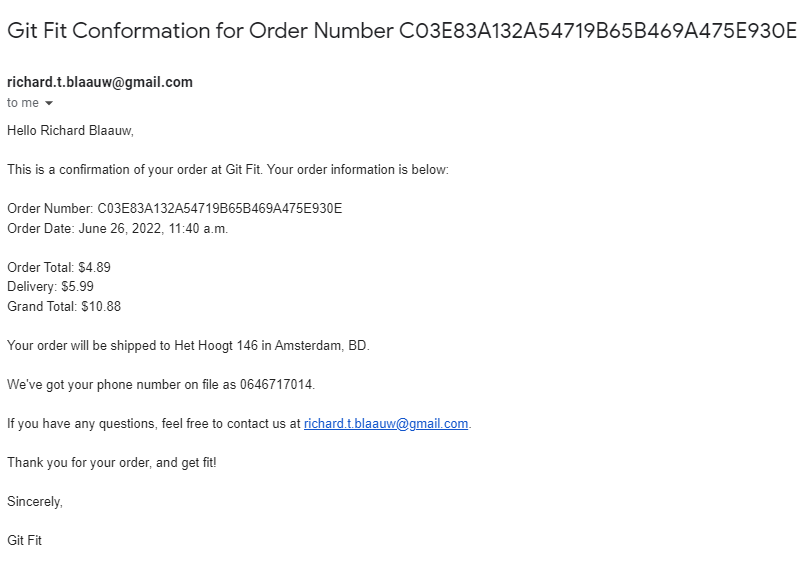 Git Fit Conformation for Order Number C03E83A132A54719B65B469A475E930E
richard.t.blaauw@gmail.com
to me
Hello Richard Blaauw,
This is a confirmation of your order at Git Fit. Your order information is below:
Order Number: C03E83A132A54719B65B469A475E930E
Order Date: June 26, 2022, 11:40 a.m.
Order Total: $4.89
Delivery: $5.99
Grand Total: $10.88
Your order will be shipped to Het Hoogt 146 in Amsterdam, BD.
We've got your phone number on file as 0646717014.
If you have any questions, feel free to contact us at richard.t.blaauw@gmail.com.
Thank you for your order, and get fit!
Sincerely,
Git Fit